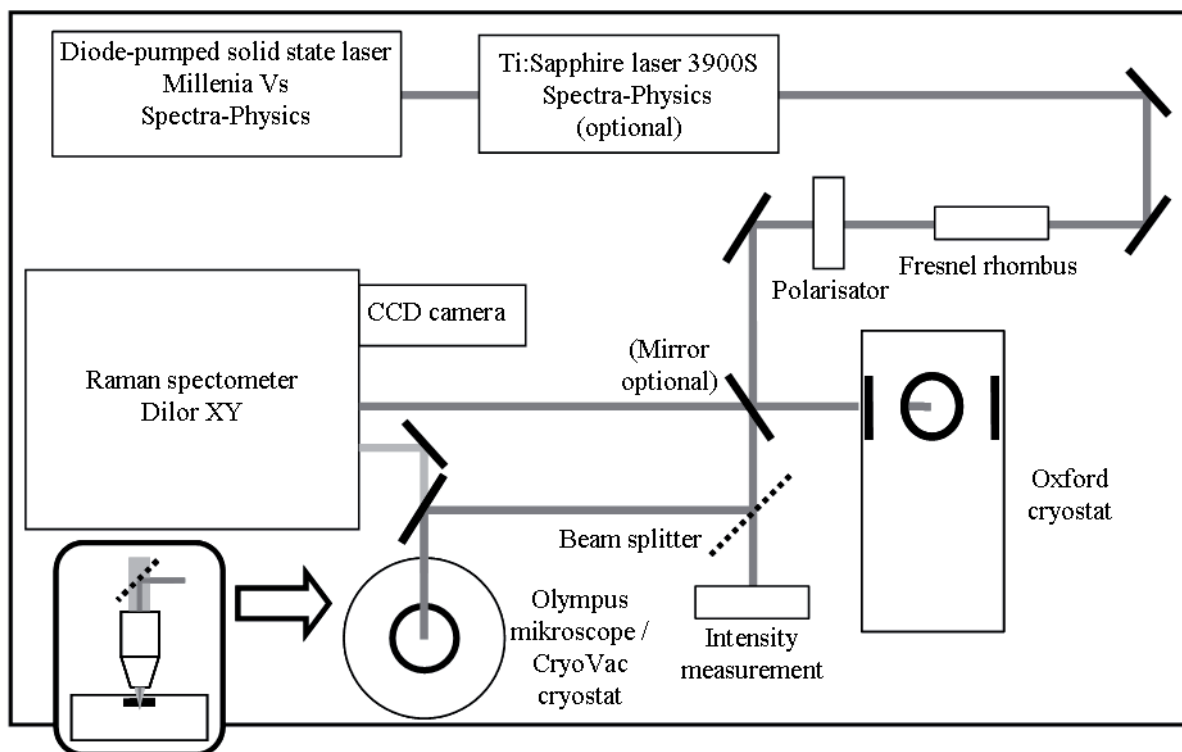 Diode-pumped solid state laser
Millenia Vs
Spectra-Physics
Ti:Sapphire laser 3900S
Spectra-Physics
(optional)
Polarisator
Fresnel rhombus
CCD camera
Raman spectometer
Dilor XY
(Mirror
optional)
Oxford
cryostat
Beam splitter
Olympus
mikroscope /
CryoVac
cryostat
Intensity
measurement